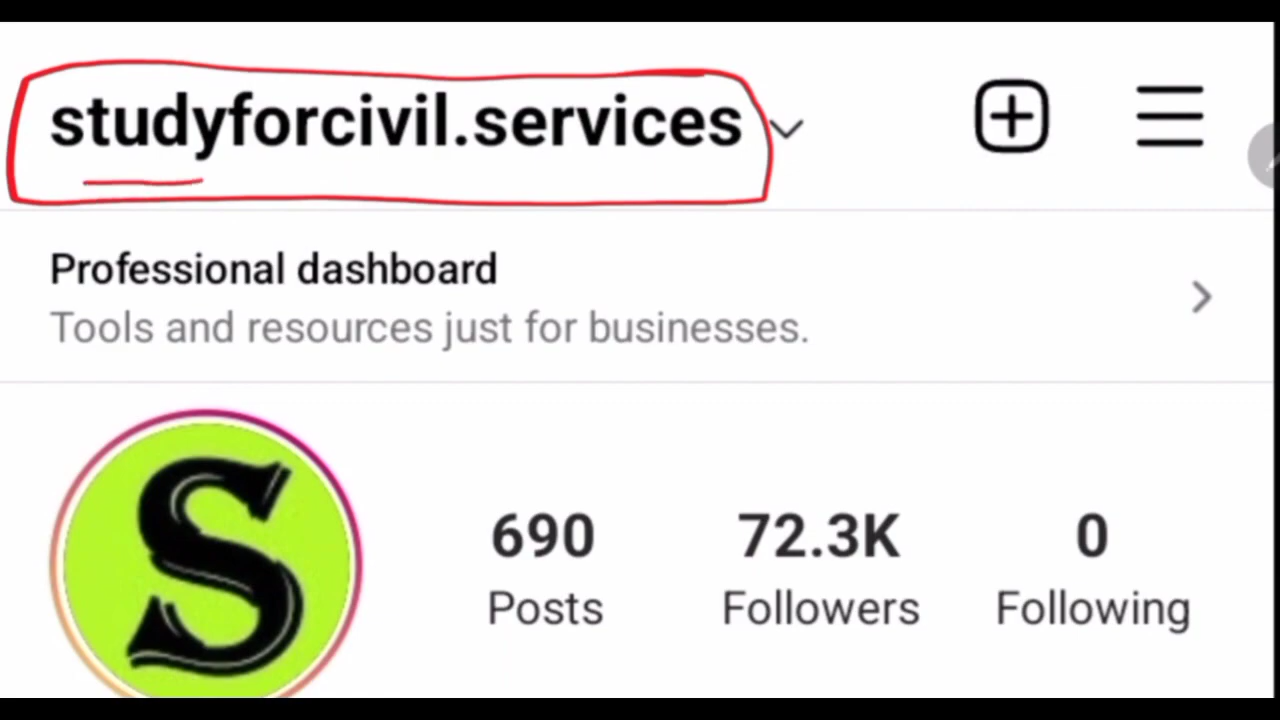 studyforcivil.services
Professional dashboard
Tools and resources just for businesses.
S
690 72.3K 0
Posts Followers Following